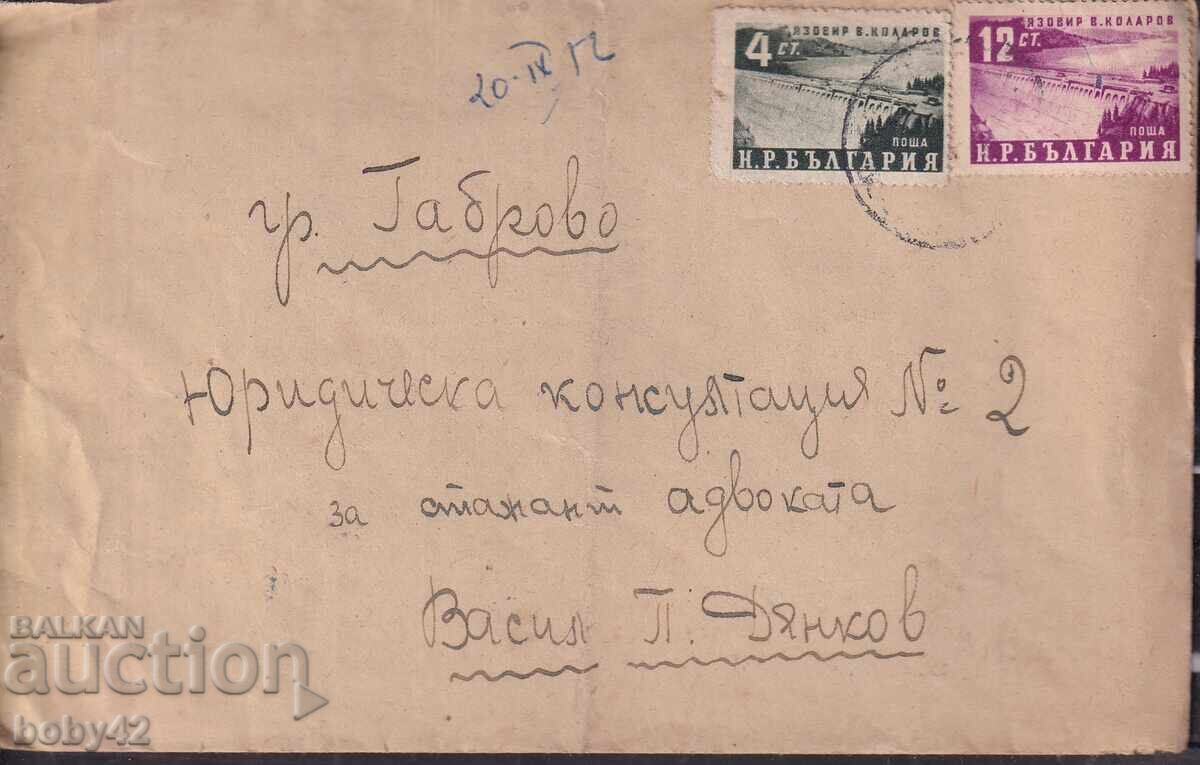 20-IX 52
ЯЗОВИР В. КОЛАРОВ
4 СТ.
ПОЩА
Н.Р.БЪЛГАРИЯ
ЯЗОВИР В. КОЛАРОВ
12 СТ.
ПОЩА
Н.Р.БЪЛГАРИЯ
гр. Габрово
Юридическа консултация № 2
за стажант адвоката
Васил П. Дянков
BALKAN
auction
boby42